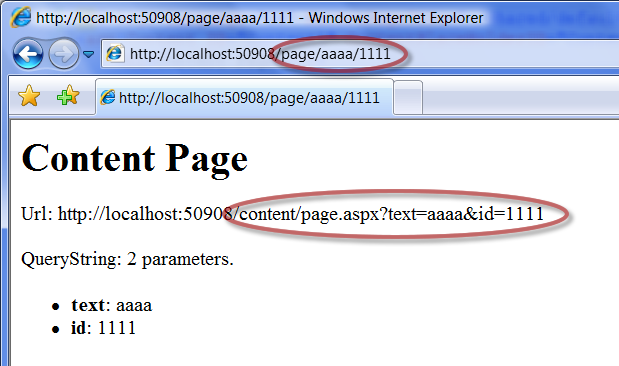 http://localhost:50908/page/aaaa/1111 - Windows Internet Explorer
http://localhost:50908/page/aaaa/1111
http://localhost:50908/page/aaaa/1111
Content Page
Url: http://localhost:50908/content/page.aspx?text=aaaa&id=1111
QueryString: 2 parameters.
• text: aaaa
• id: 1111